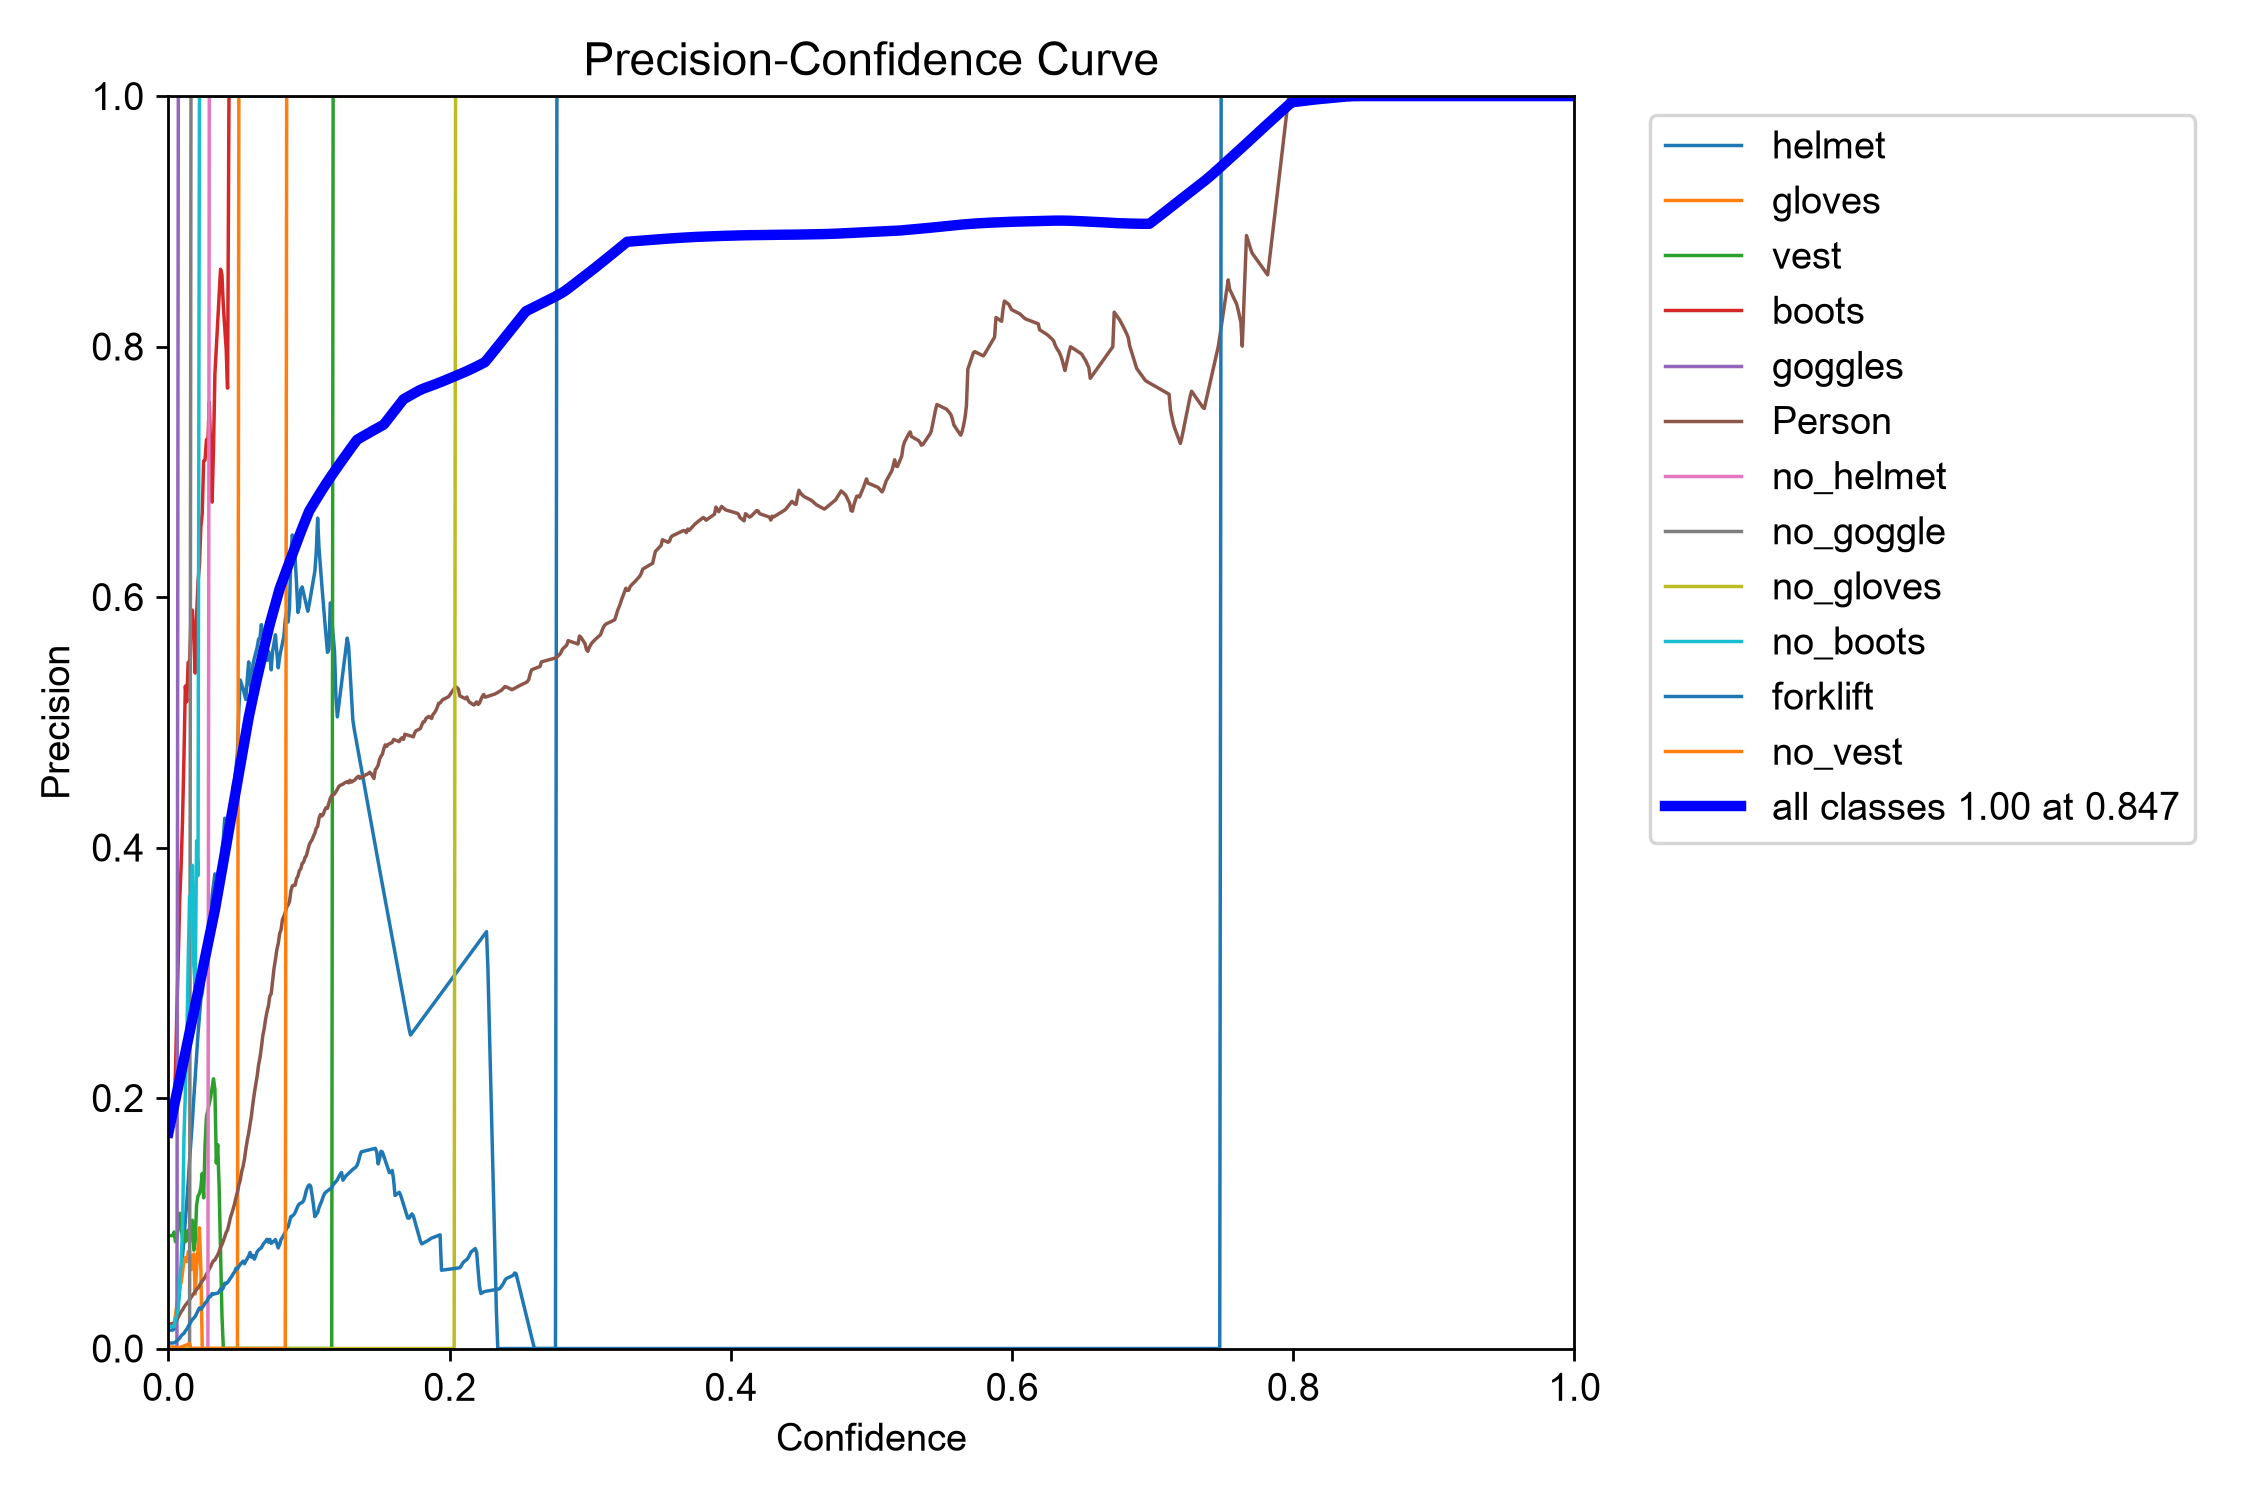 Precision-Confidence Curve
1.0
0.8
0.6
0.4
0.2
0.0
Precision
0.0 0.2 0.4 0.6 0.8 1.0
Confidence
helmet
gloves
vest
boots
goggles
Person
no_helmet
no_goggle
no_gloves
no_boots
forklift
no_vest
all classes 1.00 at 0.847